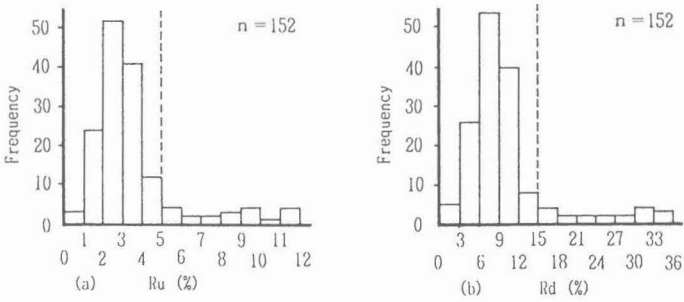 n = 152
50
40
30
20
10
0
Frequency
1 3 5 7 9 11
0 2 4 6 8 10 12
(a) Ru (%)
n = 152
50
40
30
20
10
0
Frequency
3 9 15 21 27 33
0 6 12 18 24 30 36
(b) Rd (%)